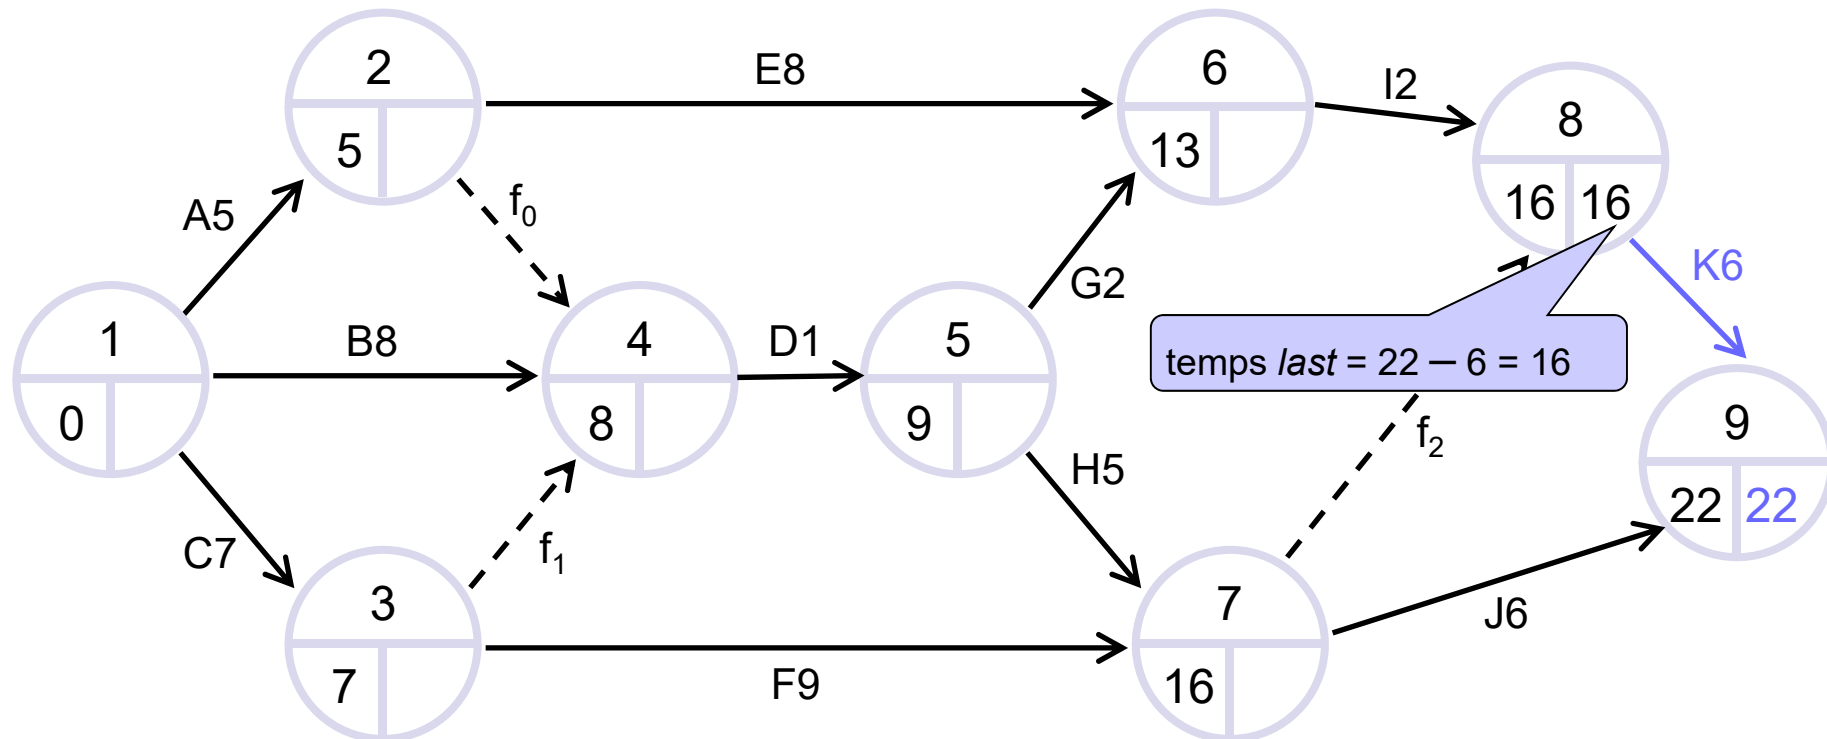 2
5
E8
6
13
I2
8
16 16
A5
f0
G2
K6
1
0
B8
4
8
D1
5
9
temps last = 22 – 6 = 16
C7
f1
H5
f2
9
22 22
3
7
F9
7
16
J6